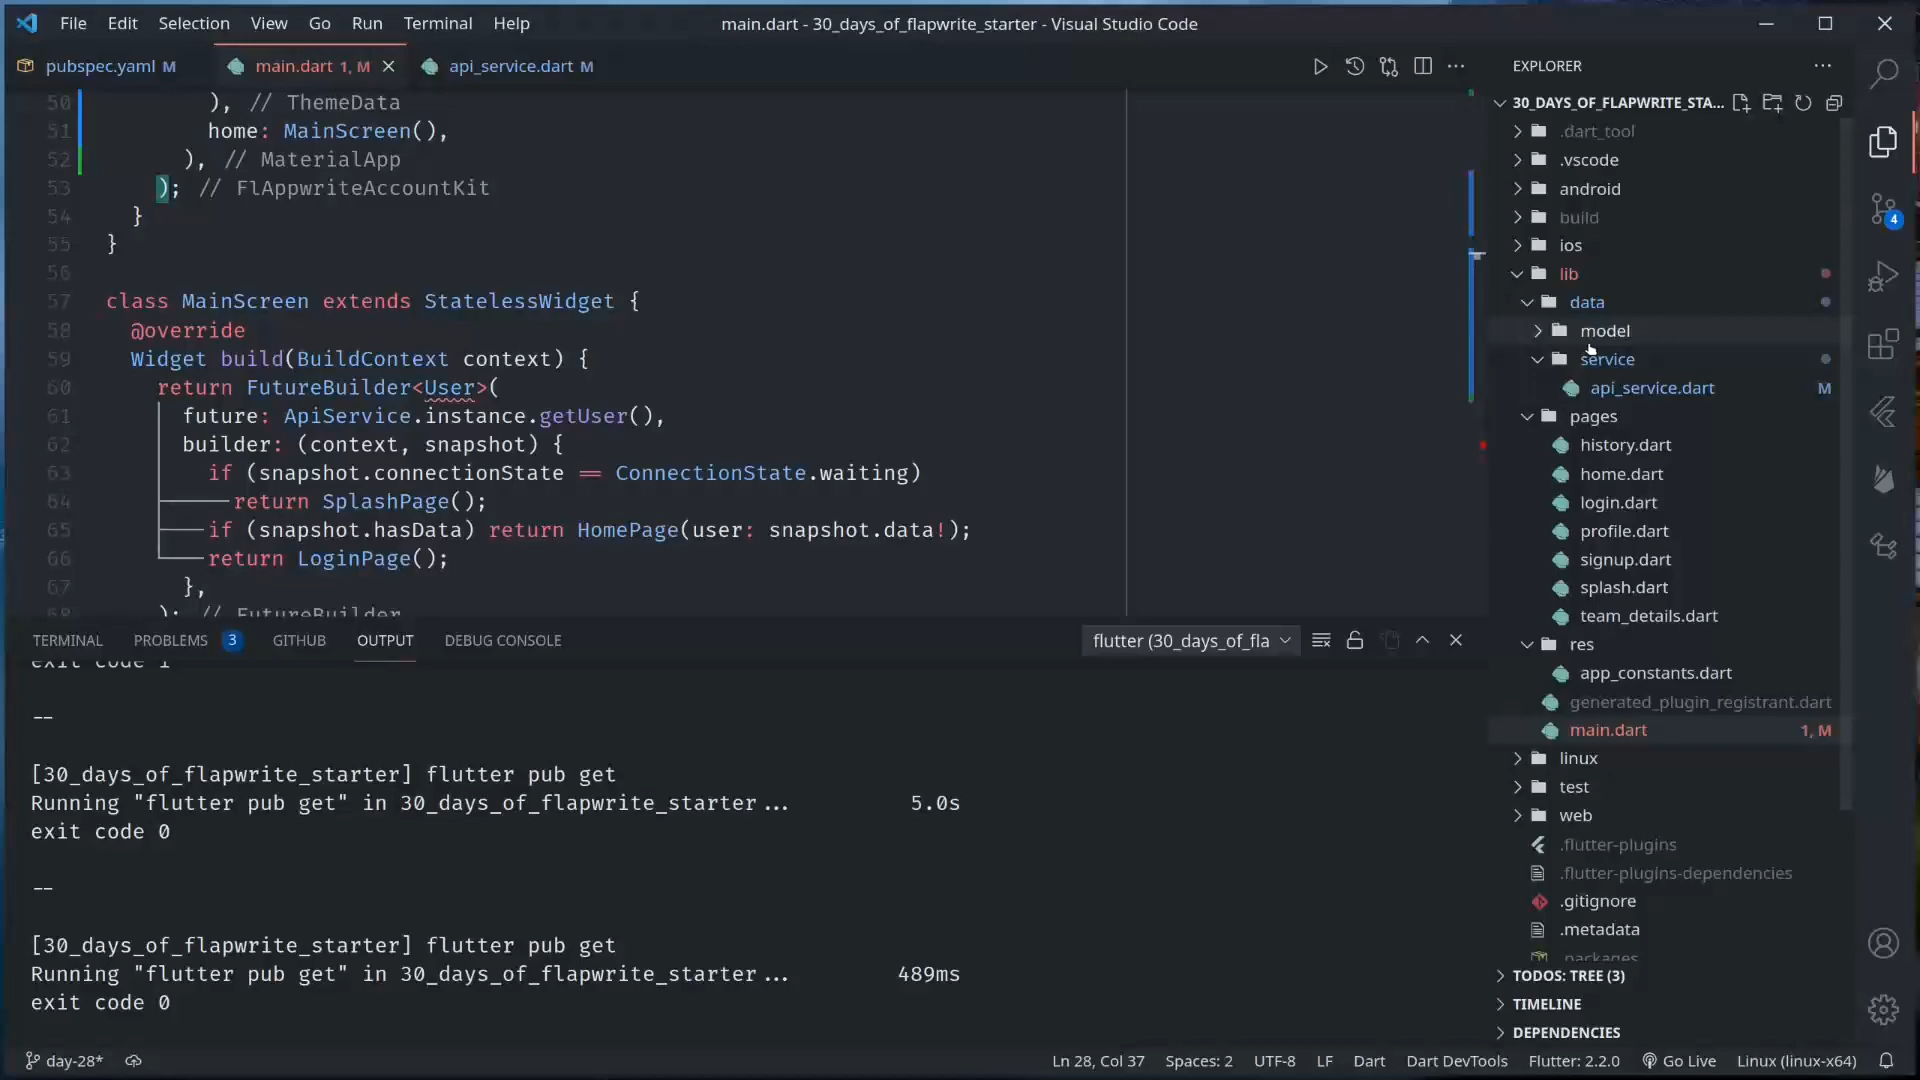 File Edit Selection View Go Run Terminal Help
main.dart - 30_days_of_flapwrite_starter - Visual Studio Code
pubspec.yaml M
main.dart 1, M
api_service.dart M
50 ), // ThemeData
51 home: MainScreen(),
52 ), // MaterialApp
53 ); // FlAppwriteAccountKit
54 }
55 }
56
57 class MainScreen extends StatelessWidget {
58 @override
59 Widget build(BuildContext context) {
60 return FutureBuilder<User>(
61 future: ApiService.instance.getUser(),
62 builder: (context, snapshot) {
63 if (snapshot.connectionState == ConnectionState.waiting)
64 return SplashPage();
65 if (snapshot.hasData) return HomePage(user: snapshot.data!);
66 return LoginPage();
67 },
68 ); // FutureBuilder
TERMINAL PROBLEMS 3 GITHUB OUTPUT DEBUG CONSOLE
flutter (30_days_of_fla
exit code 1
--
[30_days_of_flapwrite_starter] flutter pub get
Running "flutter pub get" in 30_days_of_flapwrite_starter... 5.0s
exit code 0
--
[30_days_of_flapwrite_starter] flutter pub get
Running "flutter pub get" in 30_days_of_flapwrite_starter... 489ms
exit code 0
EXPLORER
30_DAYS_OF_FLAPWRITE_STA...
.dart_tool
.vscode
android
build
ios
lib
data
model
service
api_service.dart M
pages
history.dart
home.dart
login.dart
profile.dart
signup.dart
splash.dart
team_details.dart
res
app_constants.dart
generated_plugin_registrant.dart
main.dart 1, M
linux
test
web
.flutter-plugins
.flutter-plugins-dependencies
.gitignore
.metadata
.packages
TODOS: TREE (3)
TIMELINE
DEPENDENCIES
4
day-28*
Ln 28, Col 37 Spaces: 2 UTF-8 LF Dart Dart DevTools Flutter: 2.2.0 Go Live Linux (linux-x64)